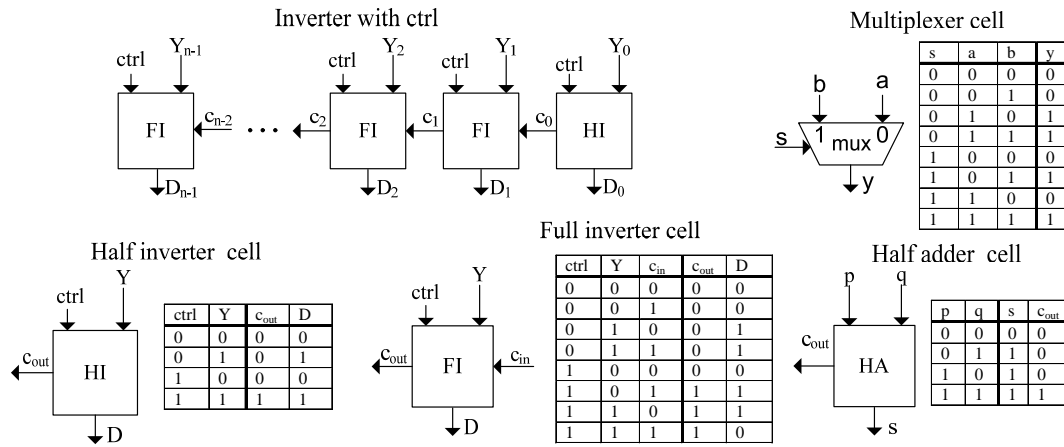 Inverter with ctrl
ctrl Yn-1 ctrl Y2 ctrl Y1 ctrl Y0
FI cn-2 • • • c2 FI c1 FI c0 HI
Dn-1 D2 D1 D0
Multiplexer cell
b a
s 1 mux 0
y
s a b y
0 0 0 0
0 0 1 0
0 1 0 1
0 1 1 1
1 0 0 0
1 0 1 1
1 1 0 0
1 1 1 1
Half inverter cell
ctrl Y
cout HI
D
ctrl Y cout D
0 0 0 0
0 1 0 1
1 0 0 0
1 1 1 1
Full inverter cell
ctrl Y
cout FI cin
D
ctrl Y cin cout D
0 0 0 0 0
0 0 1 0 0
0 1 0 0 1
0 1 1 0 1
1 0 0 0 0
1 0 1 1 1
1 1 0 1 1
1 1 1 1 0
Half adder cell
p q
cout HA
s
p q s cout
0 0 0 0
0 1 1 0
1 0 1 0
1 1 1 1